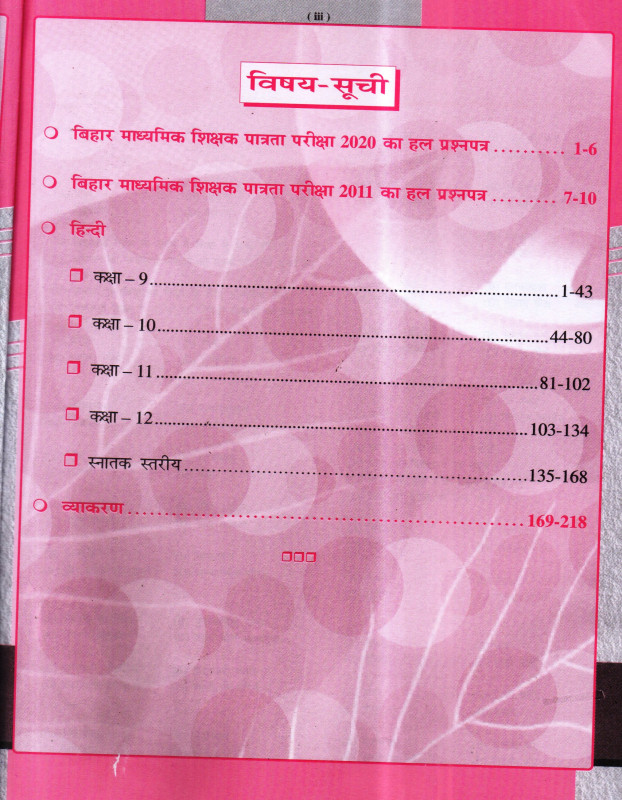 ( iii )
विषय-सूची
बिहार माध्यमिक शिक्षक पात्रता परीक्षा 2020 का हल प्रश्नपत्र .......... 1-6
बिहार माध्यमिक शिक्षक पात्रता परीक्षा 2011 का हल प्रश्नपत्र ......... 7-10
हिन्दी
कक्षा – 9 .......... 1-43
कक्षा – 10 .......... 44-80
कक्षा – 11 .......... 81-102
कक्षा – 12 .......... 103-134
स्नातक स्तरीय .......... 135-168
व्याकरण .......... 169-218